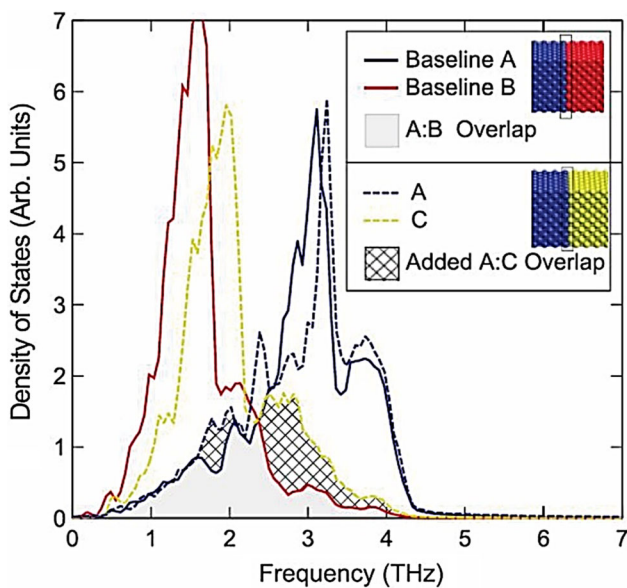 7
6
5
4
3
2
1
0
Density of States (Arb. Units)
Baseline A
Baseline B
A:B Overlap
A
C
Added A:C Overlap
0 1 2 3 4 5 6 7
Frequency (THz)